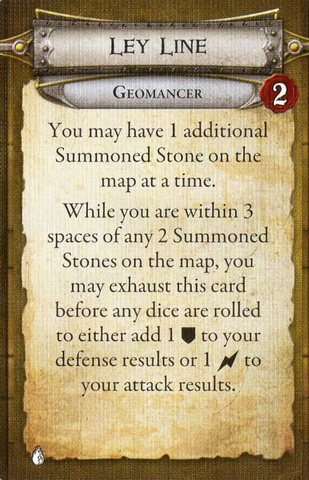 Ley Line
Geomancer
2
You may have 1 additional
Summoned Stone on the
map at a time.
While you are within 3
spaces of any 2 Summoned
Stones on the map, you
may exhaust this card
before any dice are rolled
to either add 1 to your
defense results or 1 to
your attack results.